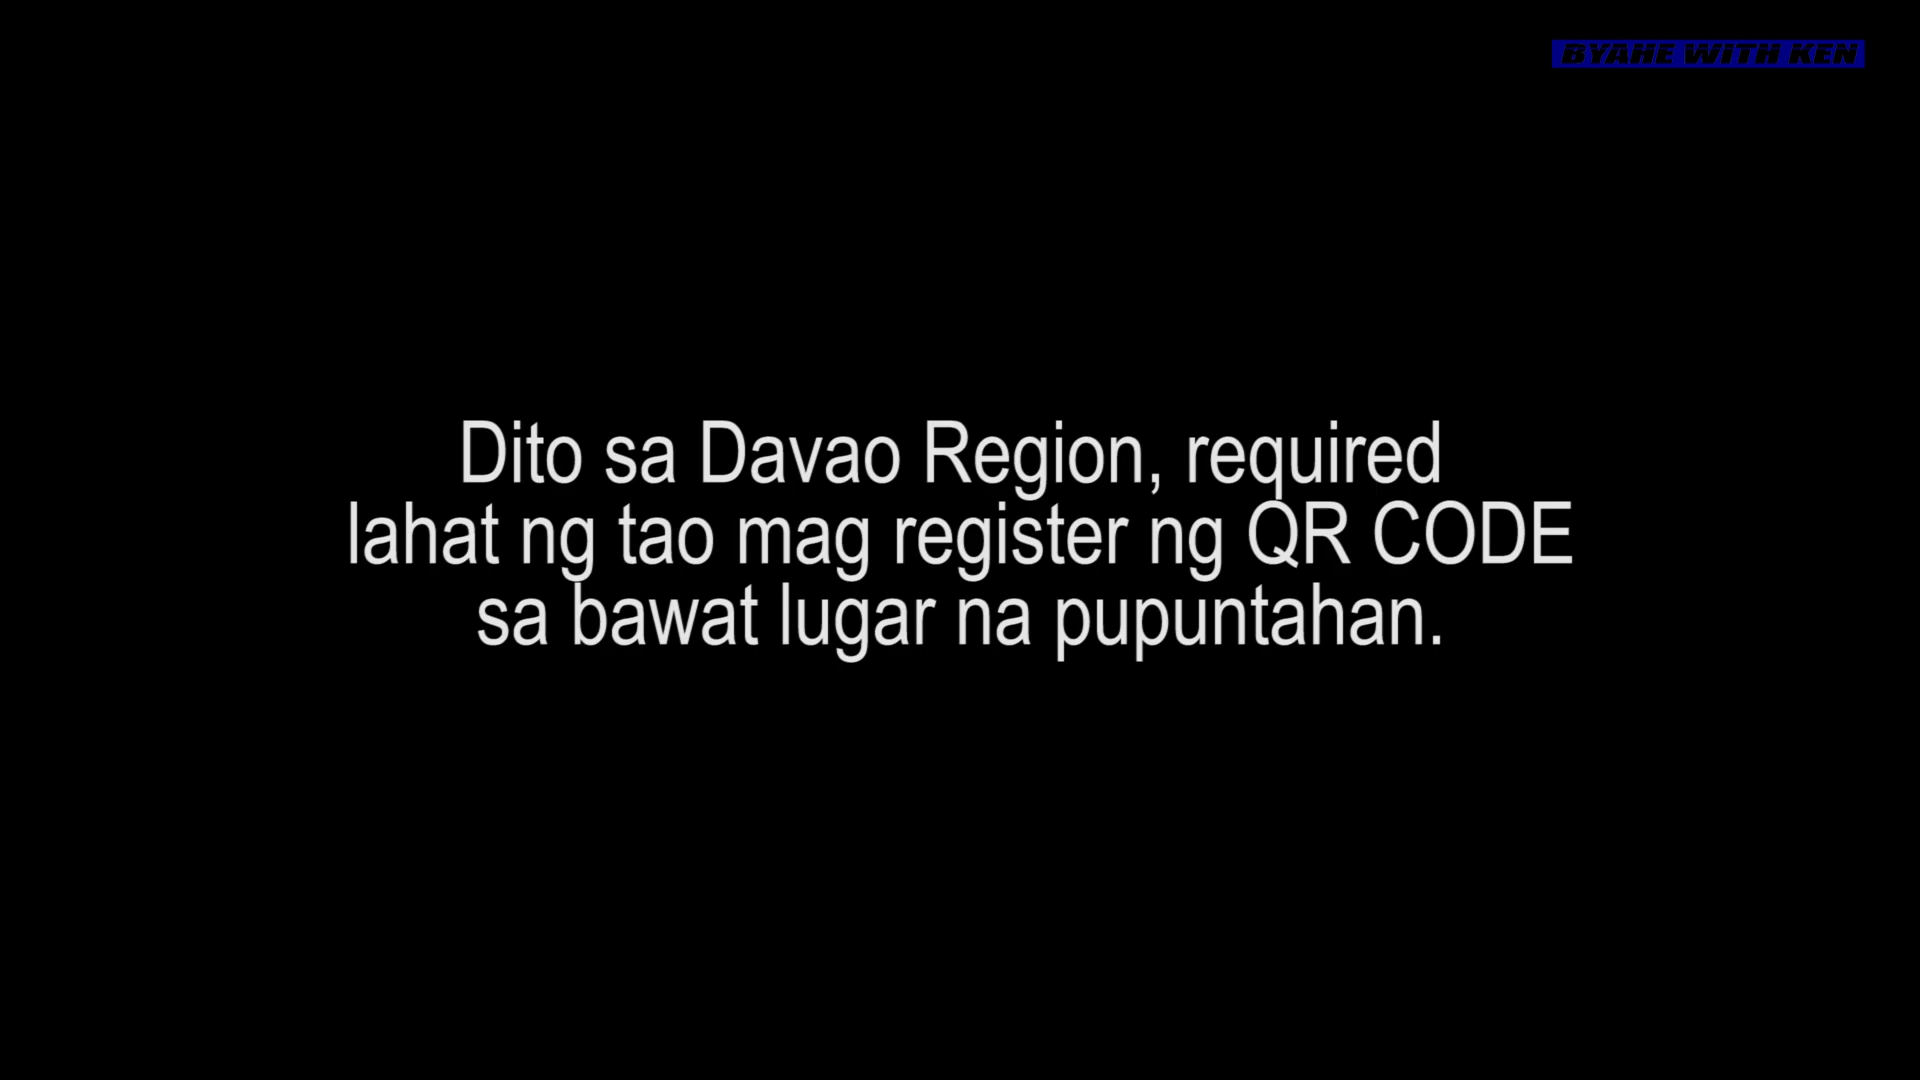 BYAHE WITH KEN
Dito sa Davao Region, required
lahat ng tao mag register ng QR CODE
sa bawat lugar na pupuntahan.